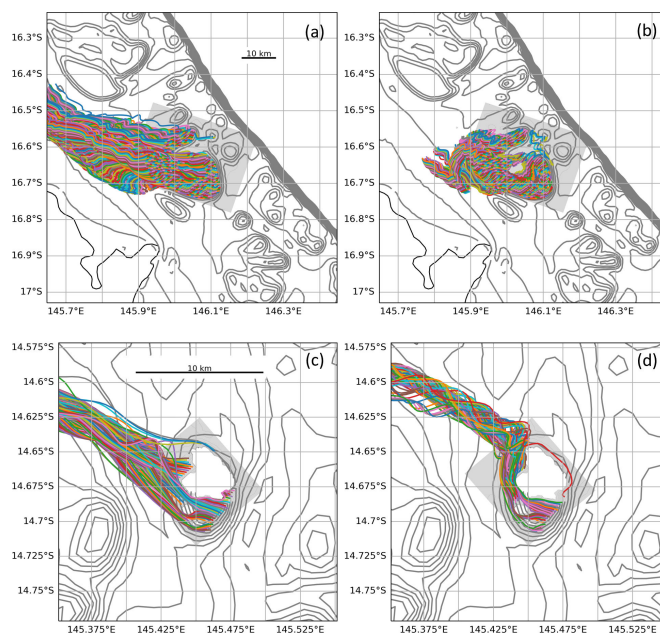 (a)
(b)
16.3°S
16.3°S
10 km
16.4°S
16.4°S
16.5°S
16.5°S
16.6°S
16.6°S
16.7°S
16.7°S
16.8°S
16.8°S
16.9°S
16.9°S
17°S
17°S
145.7°E 145.9°E 146.1°E 146.3°E
145.7°E 145.9°E 146.1°E 146.3°E
14.575°S
14.575°S
(c)
10 km
(d)
14.6°S
14.6°S
14.625°S
14.625°S
14.65°S
14.65°S
14.675°S
14.675°S
14.7°S
14.7°S
14.725°S
14.725°S
14.75°S
14.75°S
145.375°E 145.425°E 145.475°E 145.525°E
145.375°E 145.425°E 145.475°E 145.525°E